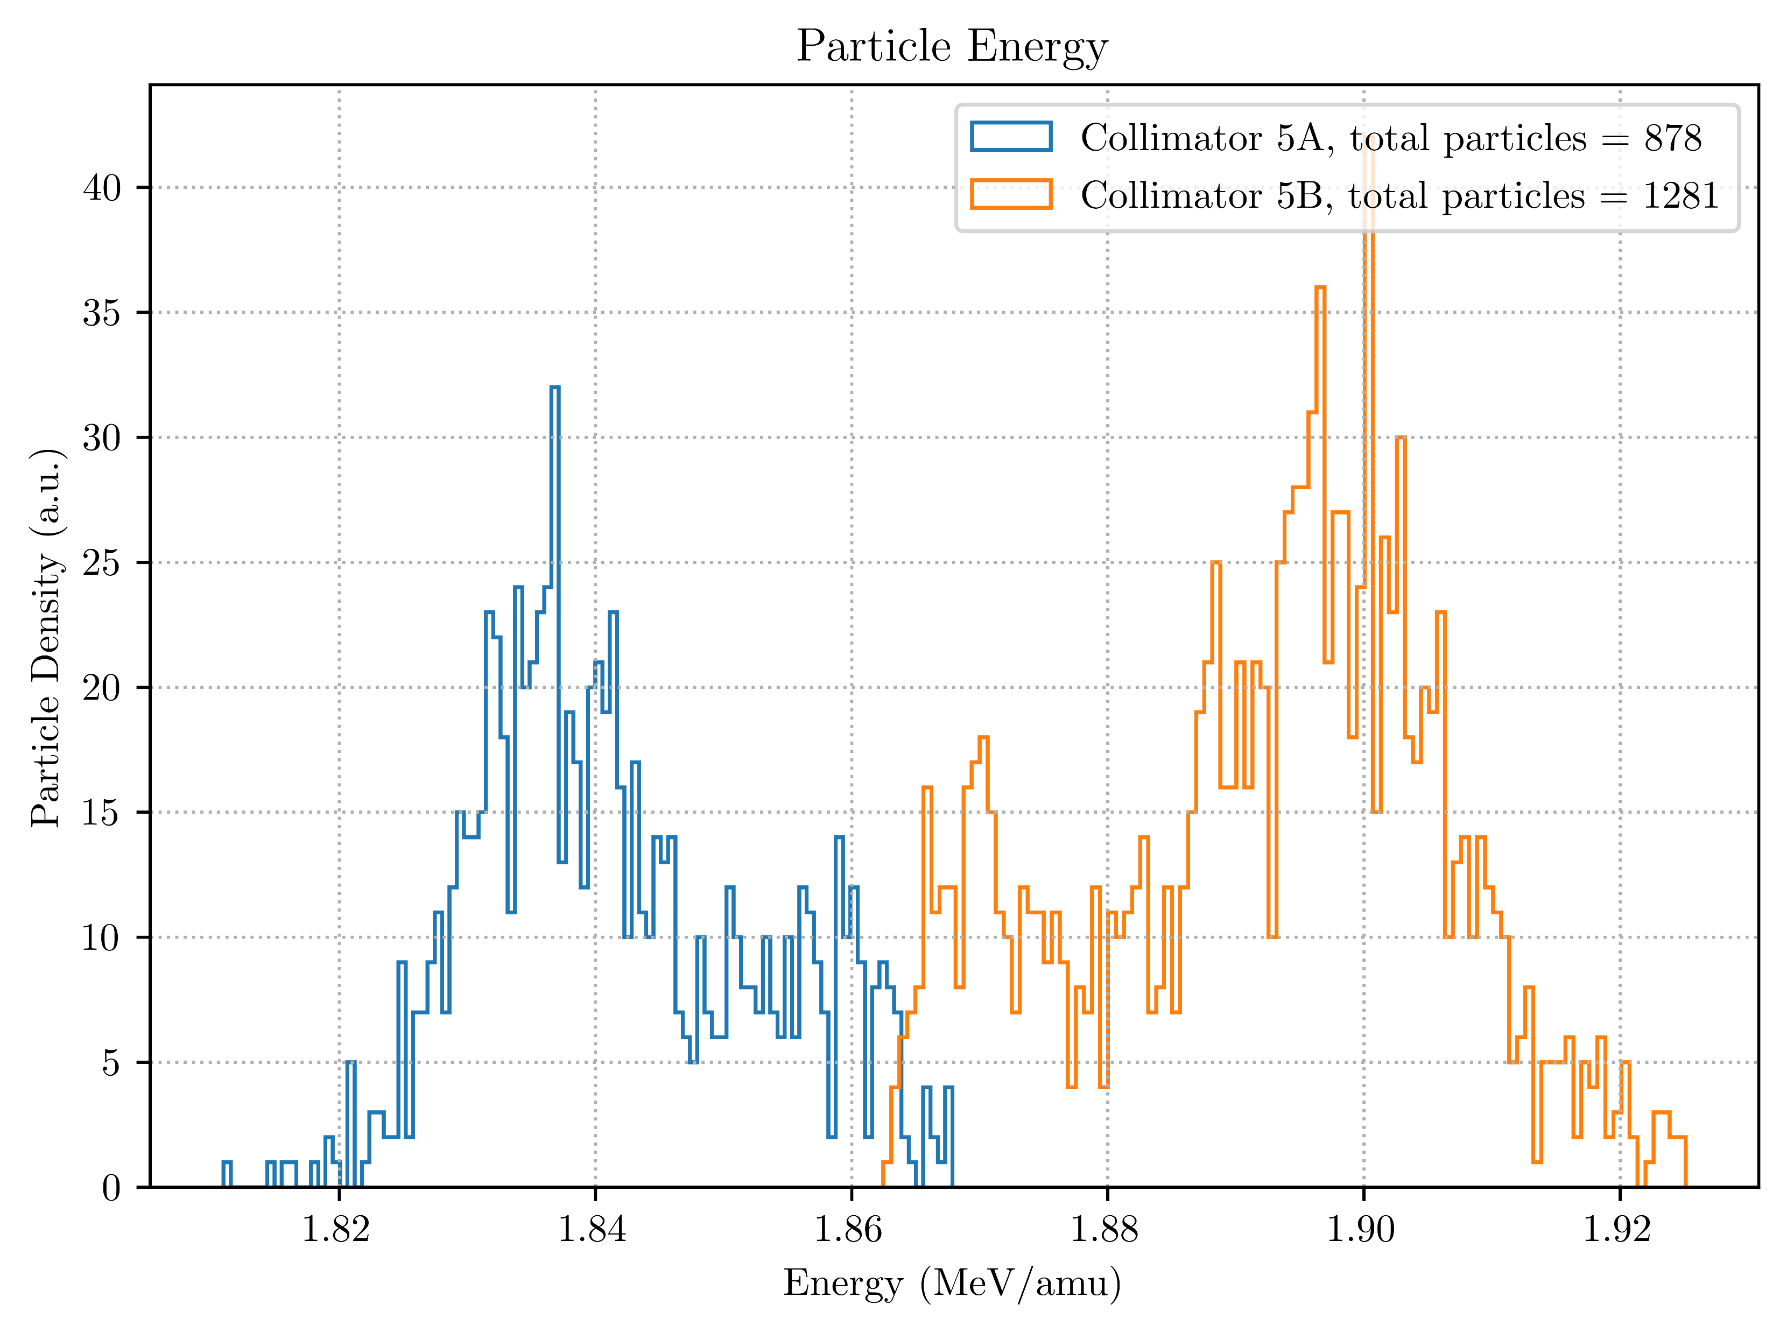 Particle Energy
Collimator 5A, total particles = 878
Collimator 5B, total particles = 1281
Particle Density (a.u.)
40
35
30
25
20
15
10
5
0
1.82 1.84 1.86 1.88 1.90 1.92
Energy (MeV/amu)